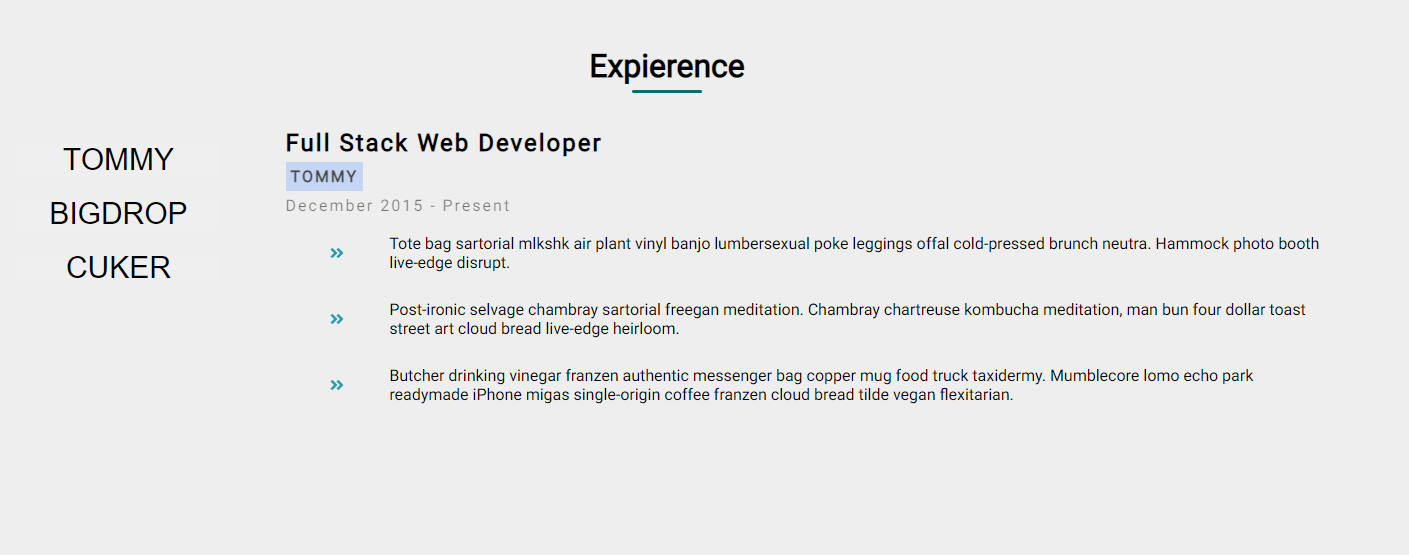 Expierence
TOMMY
BIGDROP
CUKER
Full Stack Web Developer
TOMMY
December 2015 - Present
Tote bag sartorial mlkshk air plant vinyl banjo lumbersexual poke leggings offal cold-pressed brunch neutra. Hammock photo booth
live-edge disrupt.
Post-ironic selvage chambray sartorial freegan meditation. Chambray chartreuse kombucha meditation, man bun four dollar toast
street art cloud bread live-edge heirloom.
Butcher drinking vinegar franzen authentic messenger bag copper mug food truck taxidermy. Mumblecore lomo echo park
readymade iPhone migas single-origin coffee franzen cloud bread tilde vegan flexitarian.